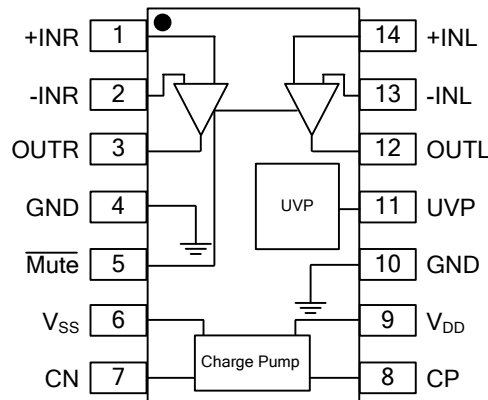 +INR 1 14 +INL
-INR 2 13 -INL
OUTR 3 12 OUTL
GND 4 UVP 11 UVP
M̅u̅t̅e̅ 5 10 GND
VSS 6 9 VDD
CN 7 Charge Pump 8 CP